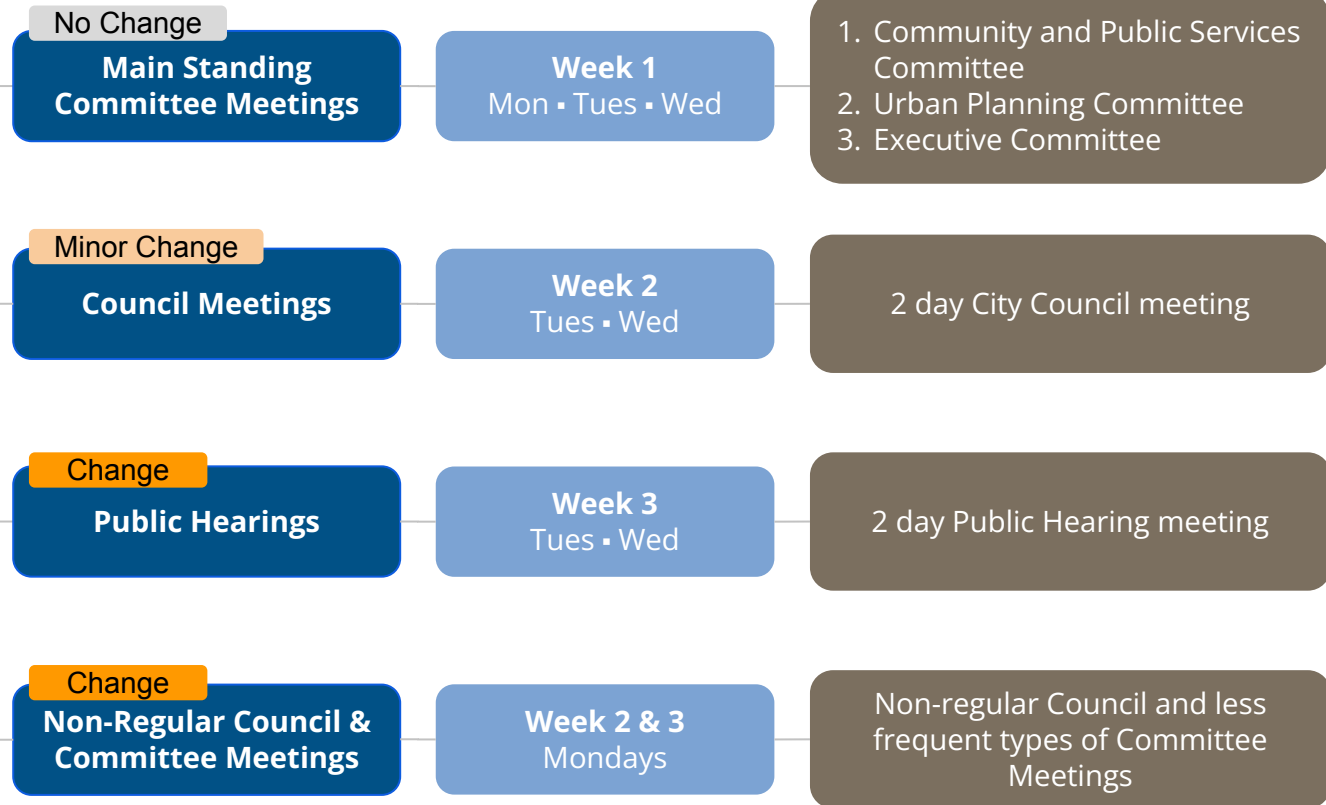 No Change
Main Standing
Committee Meetings
Week 1
Mon ▪ Tues ▪ Wed
1. Community and Public Services
Committee
2. Urban Planning Committee
3. Executive Committee
Minor Change
Council Meetings
Week 2
Tues ▪ Wed
2 day City Council meeting
Change
Public Hearings
Week 3
Tues ▪ Wed
2 day Public Hearing meeting
Change
Non-Regular Council &
Committee Meetings
Week 2 & 3
Mondays
Non-regular Council and less
frequent types of Committee
Meetings